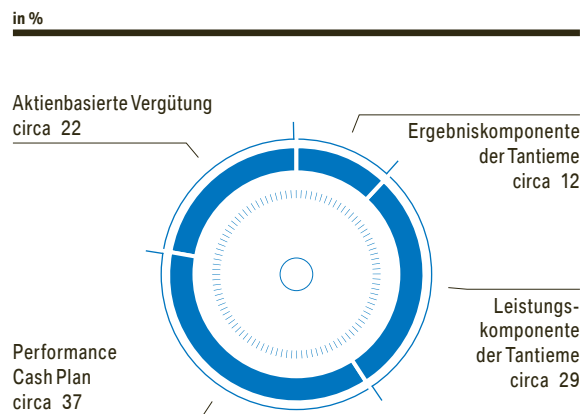 in %
Aktienbasierte Vergütung
circa 22
Ergebniskomponente
der Tantieme
circa 12
Leistungs-
komponente
der Tantieme
circa 29
Performance
Cash Plan
circa 37